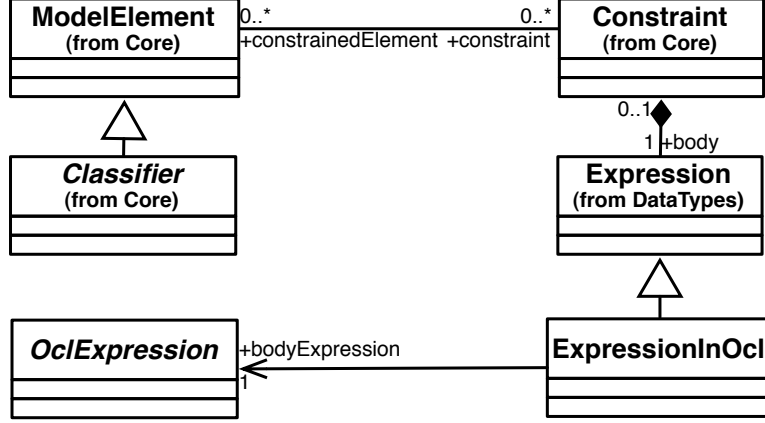 ModelElement
(from Core)
0..*
0..*
+constrainedElement
+constraint
Constraint
(from Core)
0..1
1
+body
Classifier
(from Core)
Expression
(from DataTypes)
OclExpression
+bodyExpression
1
ExpressionInOcl